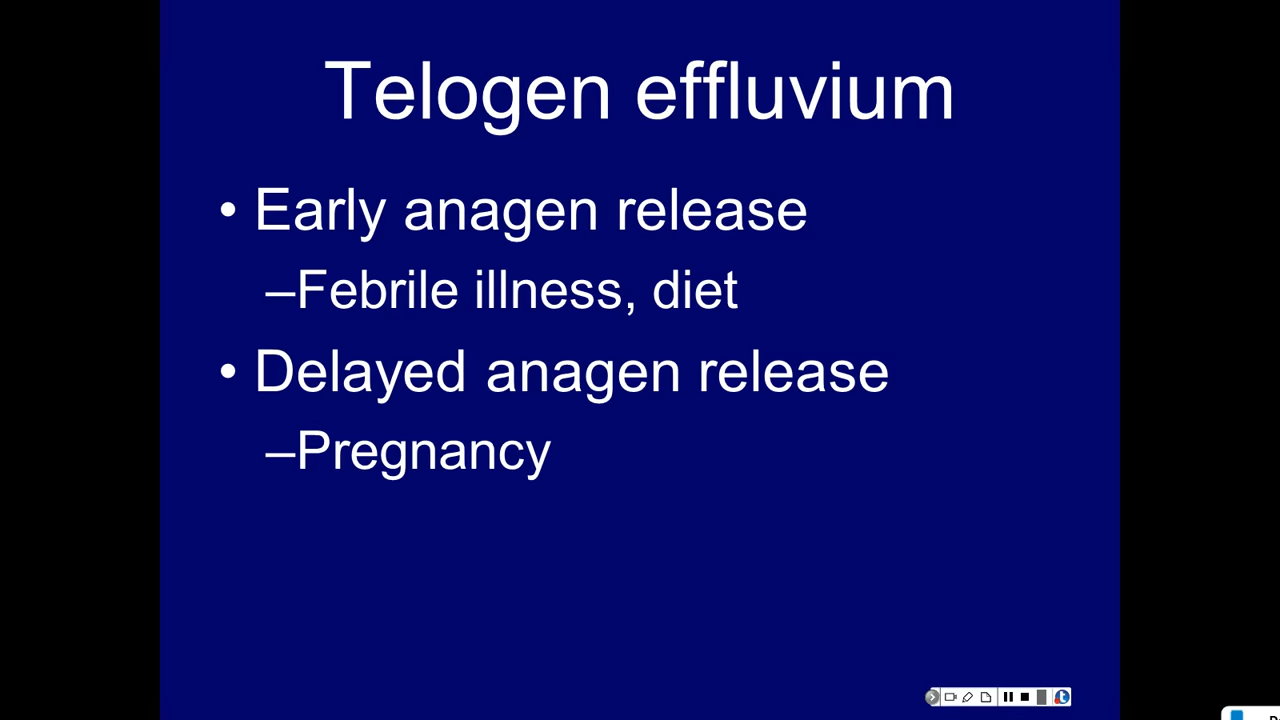 Telogen effluvium
• Early anagen release
–Febrile illness, diet
• Delayed anagen release
–Pregnancy